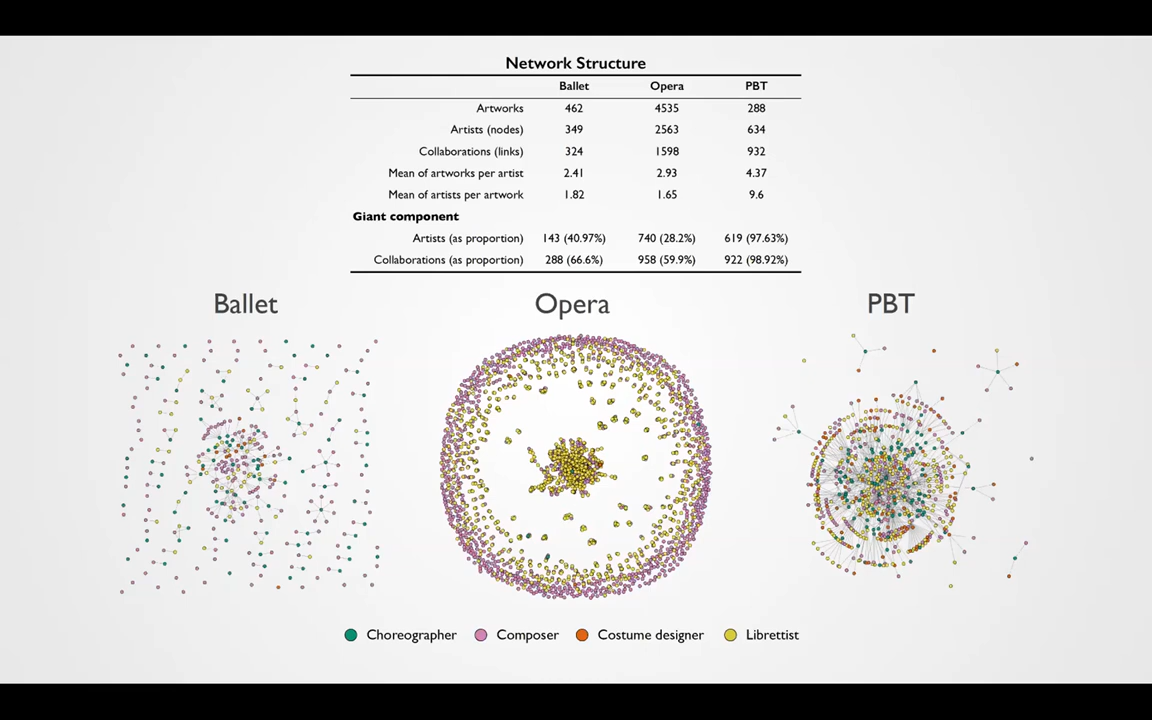 Network Structure
Ballet Opera PBT
Artworks 462 4535 288
Artists (nodes) 349 2563 634
Collaborations (links) 324 1598 932
Mean of artworks per artist 2.41 2.93 4.37
Mean of artists per artwork 1.82 1.65 9.6
Giant component
Artists (as proportion) 143 (40.97%) 740 (28.2%) 619 (97.63%)
Collaborations (as proportion) 288 (66.6%) 958 (59.9%) 922 (98.92%)
Ballet Opera PBT
Choreographer Composer Costume designer Librettist